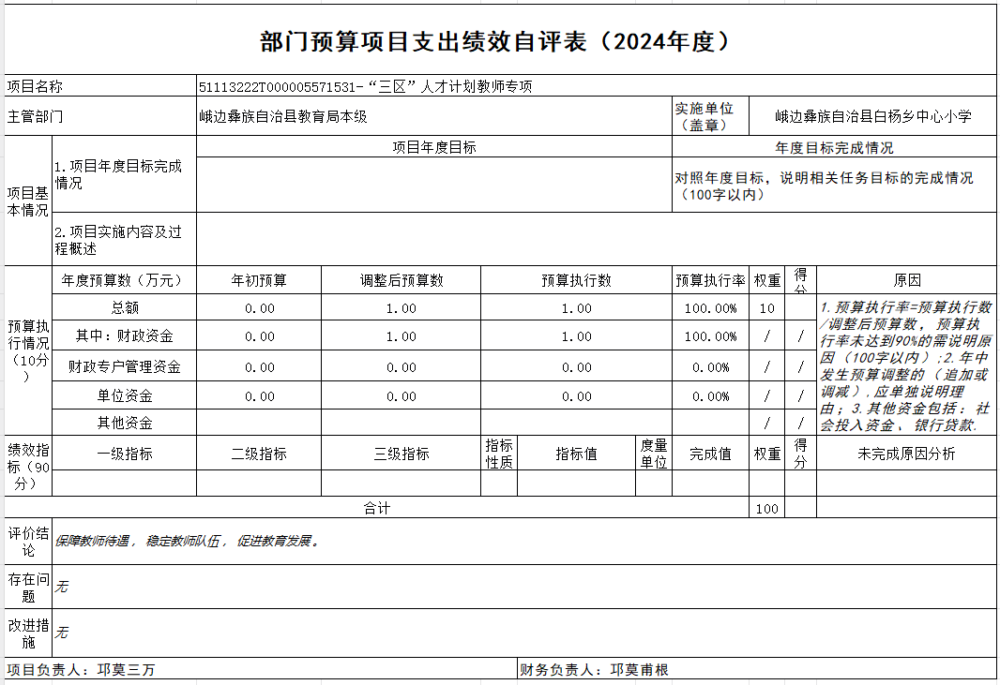 部门预算项目支出绩效自评表（2024年度）
项目名称 51113222T000005571531-“三区”人才计划教师专项
主管部门 峨边彝族自治县教育局本级 实施单位（盖章） 峨边彝族自治县白杨乡中心小学
项目基本情况
1.项目年度目标完成情况
项目年度目标 年度目标完成情况
对照年度目标，说明相关任务目标的完成情况
（100字以内）
2.项目实施内容及过程概述
预算执行情况（10分）
年度预算数（万元） 年初预算 调整后预算数 预算执行数 预算执行率 权重 得分 原因
总额 0.00 1.00 1.00 100.00% 10
其中：财政资金 0.00 1.00 1.00 100.00% / /
财政专户管理资金 0.00 0.00 0.00 0.00% / /
单位资金 0.00 0.00 0.00 0.00% / /
其他资金 / /
1.预算执行率=预算执行数
/调整后预算数，预算执
行率未达到90%的需说明原
因（100字以内）;2.年中
发生预算调整的（追加或
调减）,应单独说明理
由；3.其他资金包括：社
会投入资金、银行贷款.
绩效指标（90分）
一级指标 二级指标 三级指标 指标性质 指标值 度量单位 完成值 权重 得分 未完成原因分析
合计 100
评价结论 保障教师待遇，稳定教师队伍，促进教育发展。
存在问题 无
改进措施 无
项目负责人：邛莫三万 财务负责人：邛莫甫根